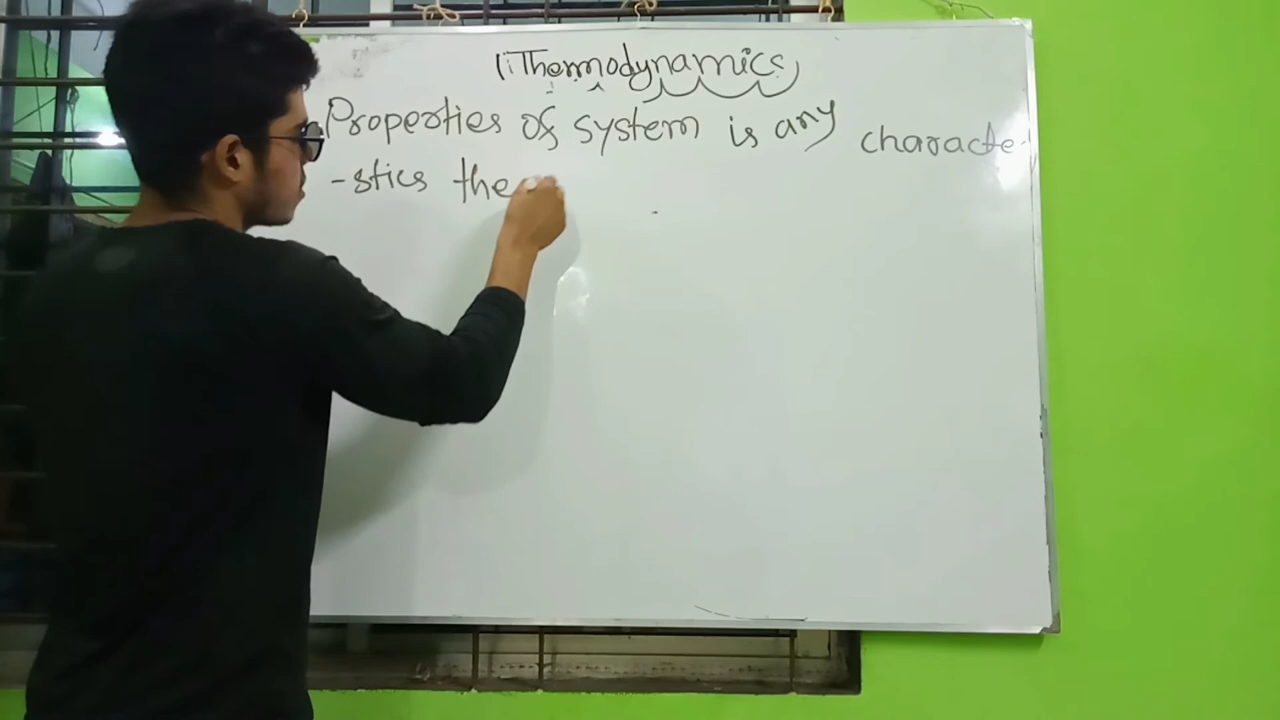 (Thermodynamics)
Properties of system is any characte-
-stics the